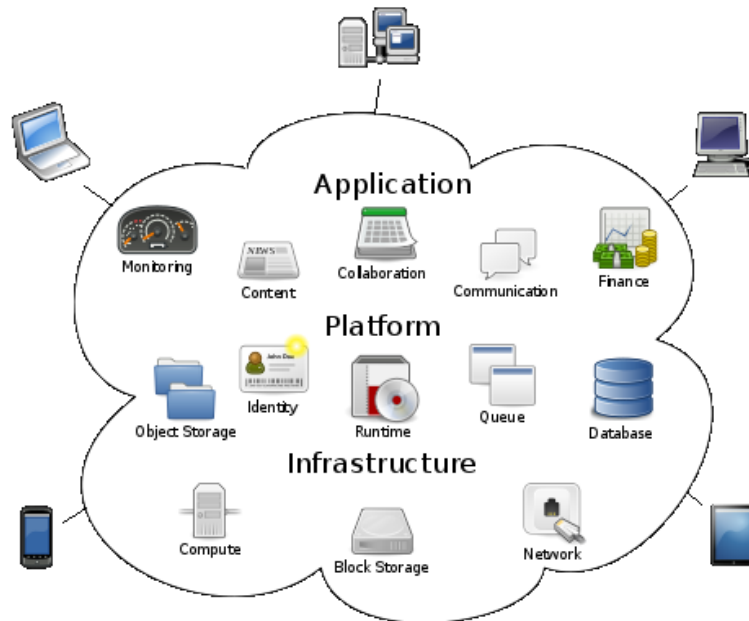 Application
Monitoring
Content
NEWS
Collaboration
Communication
Finance
Platform
Object Storage
John Doe
Identity
Runtime
Queue
Database
Infrastructure
Compute
Block Storage
Network